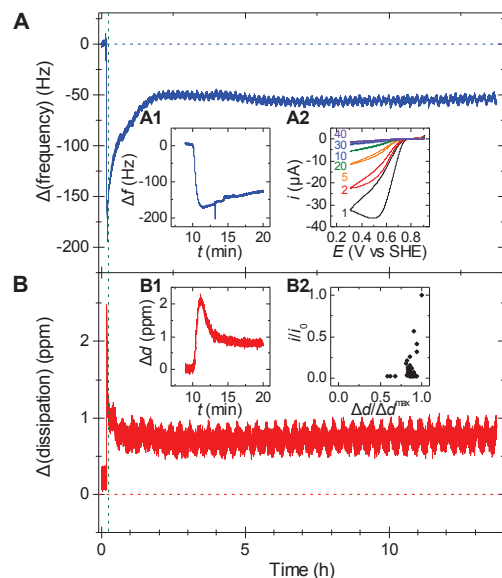 A
Δ(frequency) (Hz)
0
-50
-100
-150
-200
A1
Δf (Hz)
0
-100
-200
10 15 20
t (min)
A2
i (µA)
0
-10
-20
-30
-40
40
30
10
20
5
2
1
0.4 0.6 0.8
E (V vs SHE)
B
Δ(dissipation) (ppm)
2
1
0
B1
Δd (ppm)
2
1
0
10 15 20
t (min)
B2
i/i0
1.0
0.5
0.0
0.0 0.5 1.0
Δd/Δdmax
0 5 10
Time (h)